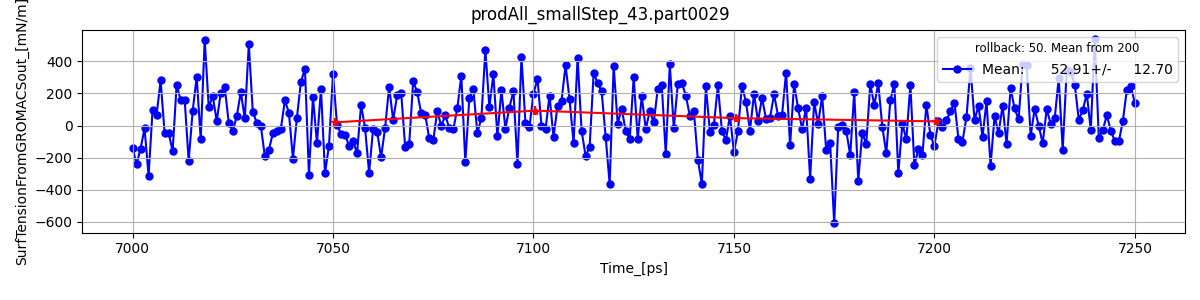 prodAll_smallStep_43.part0029
SurfTensionFromGROMACSout_[mN/m]
400
200
0
−200
−400
−600
rollback: 50. Mean from 200
Mean: 52.91+/- 12.70
7000 7050 7100 7150 7200 7250
Time_[ps]